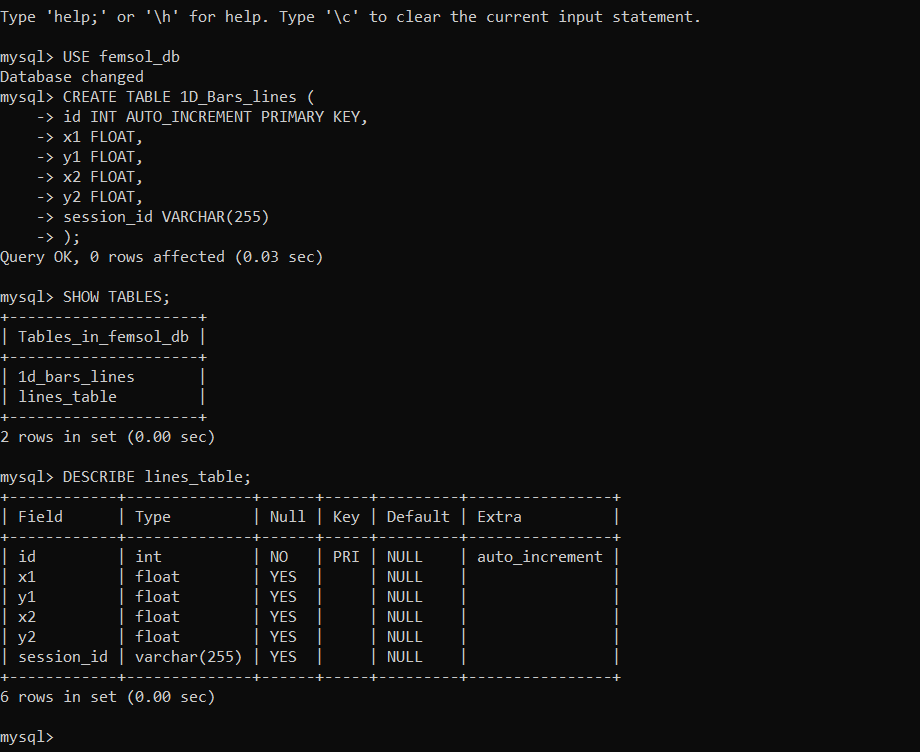 Type 'help;' or '\h' for help. Type '\c' to clear the current input statement.
mysql> USE femsol_db
Database changed
mysql> CREATE TABLE 1D_Bars_lines (
    -> id INT AUTO_INCREMENT PRIMARY KEY,
    -> x1 FLOAT,
    -> y1 FLOAT,
    -> x2 FLOAT,
    -> y2 FLOAT,
    -> session_id VARCHAR(255)
    -> );
Query OK, 0 rows affected (0.03 sec)
mysql> SHOW TABLES;
+---------------------+
| Tables_in_femsol_db |
+---------------------+
| 1d_bars_lines       |
| lines_table         |
+---------------------+
2 rows in set (0.00 sec)
mysql> DESCRIBE lines_table;
+------------+--------------+------+-----+---------+----------------+
| Field      | Type         | Null | Key | Default | Extra          |
+------------+--------------+------+-----+---------+----------------+
| id         | int          | NO   | PRI | NULL    | auto_increment |
| x1         | float        | YES  |     | NULL    |                |
| y1         | float        | YES  |     | NULL    |                |
| x2         | float        | YES  |     | NULL    |                |
| y2         | float        | YES  |     | NULL    |                |
| session_id | varchar(255) | YES  |     | NULL    |                |
+------------+--------------+------+-----+---------+----------------+
6 rows in set (0.00 sec)
mysql>